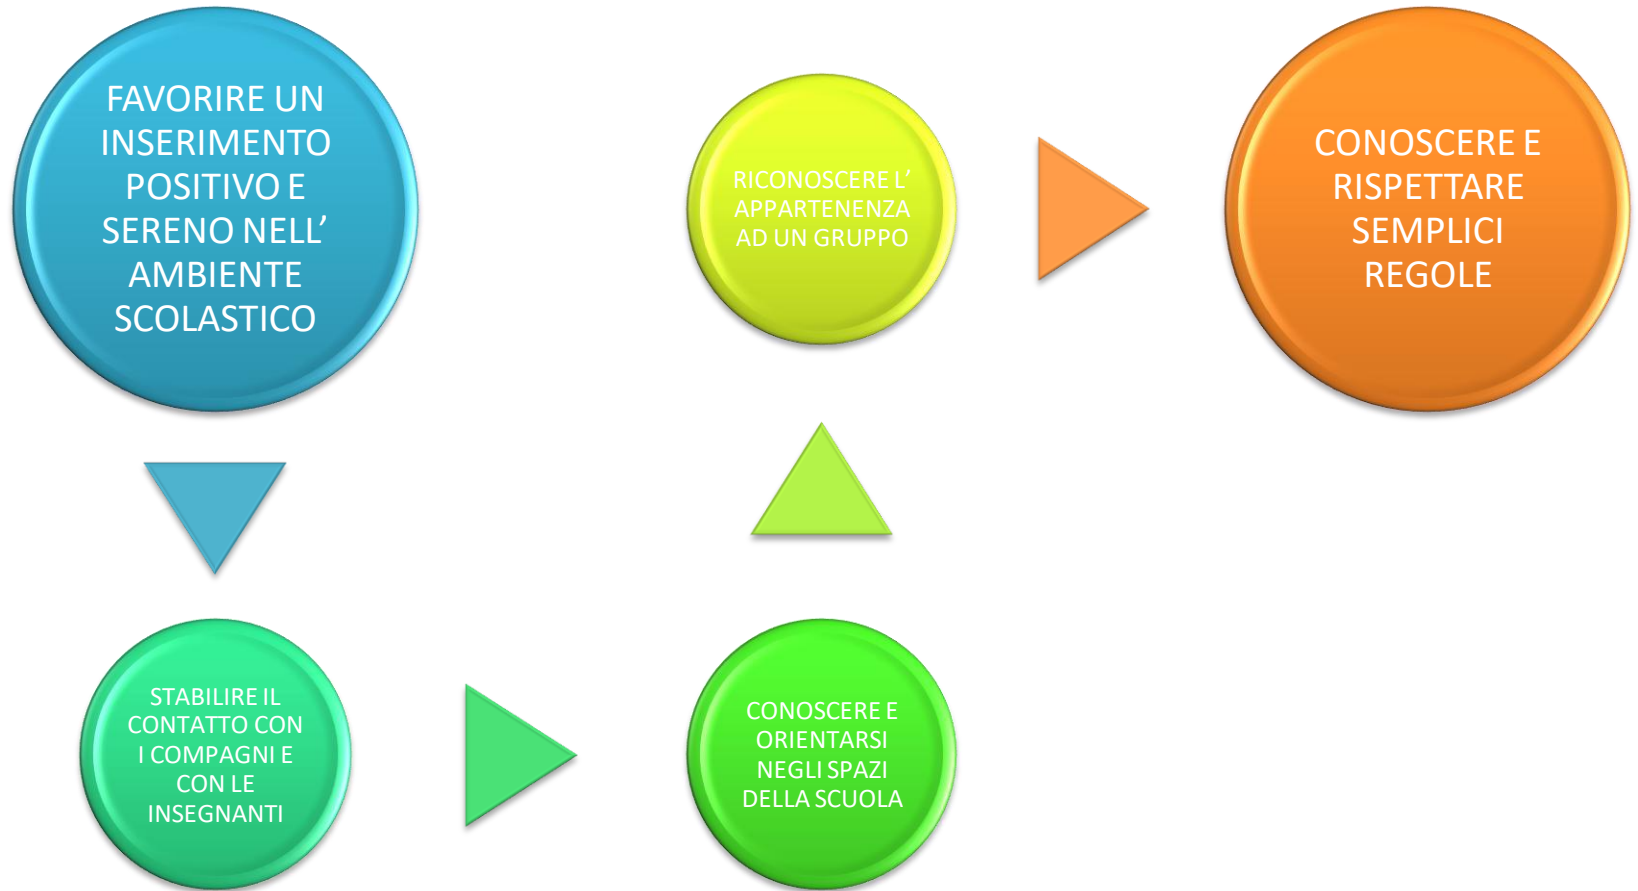 FAVORIRE UN
INSERIMENTO
POSITIVO E
SERENO NELL’
AMBIENTE
SCOLASTICO
STABILIRE IL
CONTATTO CON
I COMPAGNI E
CON LE
INSEGNANTI
CONOSCERE E
ORIENTARSI
NEGLI SPAZI
DELLA SCUOLA
RICONOSCERE L’
APPARTENENZA
AD UN GRUPPO
CONOSCERE E
RISPETTARE
SEMPLICI
REGOLE